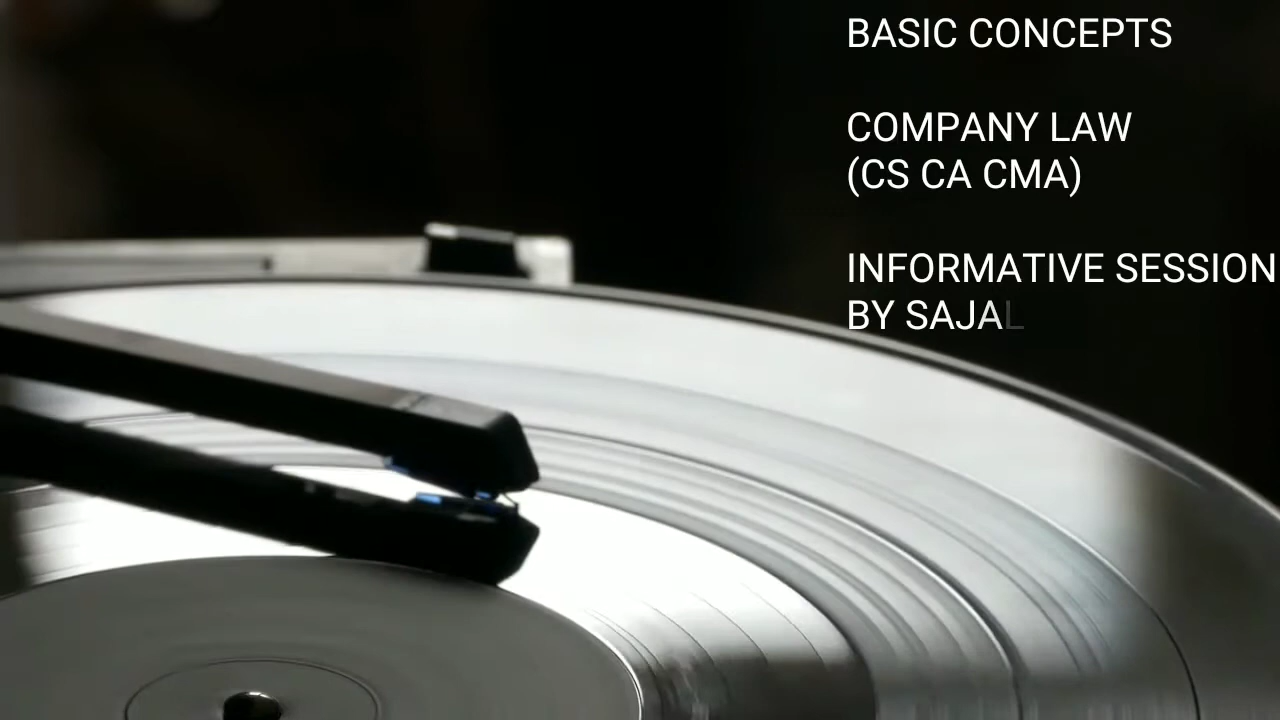 BASIC CONCEPTS
COMPANY LAW
(CS CA CMA)
INFORMATIVE SESSION
BY SAJAL